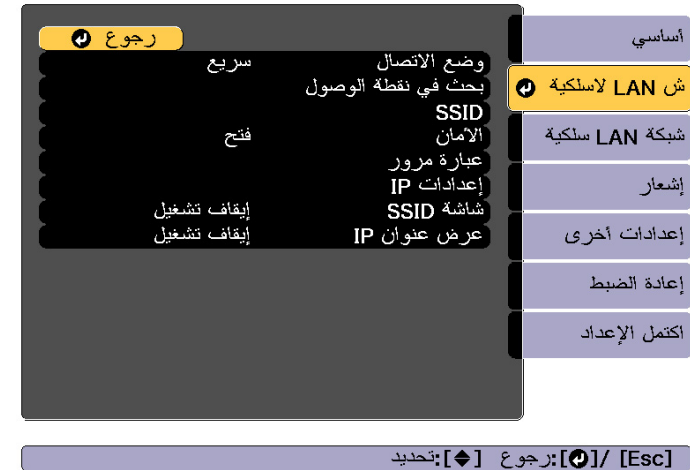 أساسي
ش LAN لاسلكية
شبكة LAN سلكية
إشعار
إعدادات أخرى
إعادة الضبط
اكتمل الإعداد
رجوع
وضع الاتصال سريع
بحث في نقطة الوصول
SSID
الأمان فتح
عبارة مرور
إعدادات IP
شاشة SSID إيقاف تشغيل
عرض عنوان IP إيقاف تشغيل
[Esc] /[⏎]:رجوع [◆]:تحديد